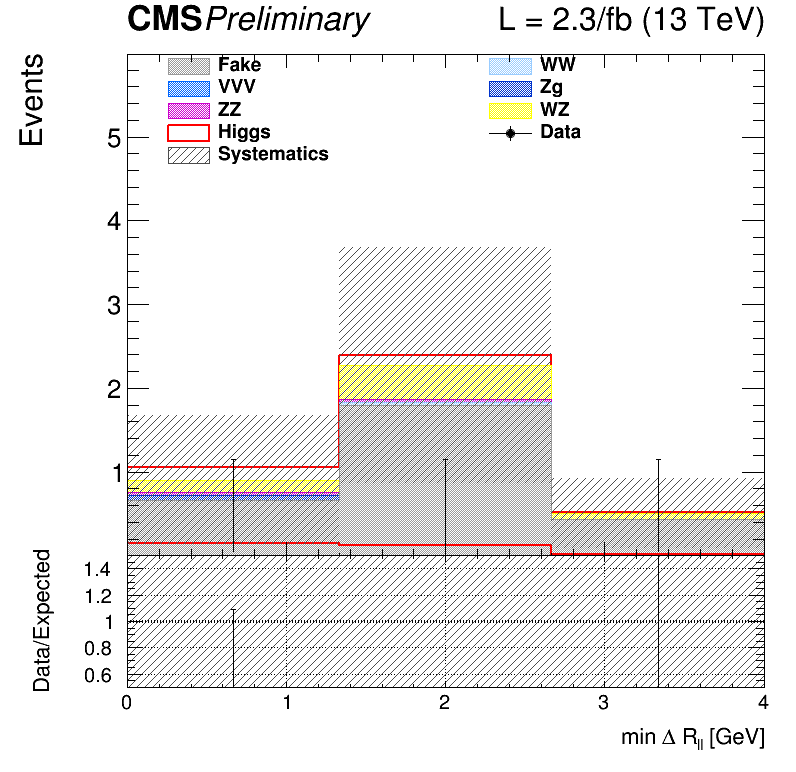 CMS Preliminary L = 2.3/fb (13 TeV)
Events
Fake WW
VVV Zg
ZZ WZ
Higgs Data
Systematics
5
4
3
2
1
Data/Expected
1.4
1.2
1
0.8
0.6
0 1 2 3 4
min Δ R_ll [GeV]